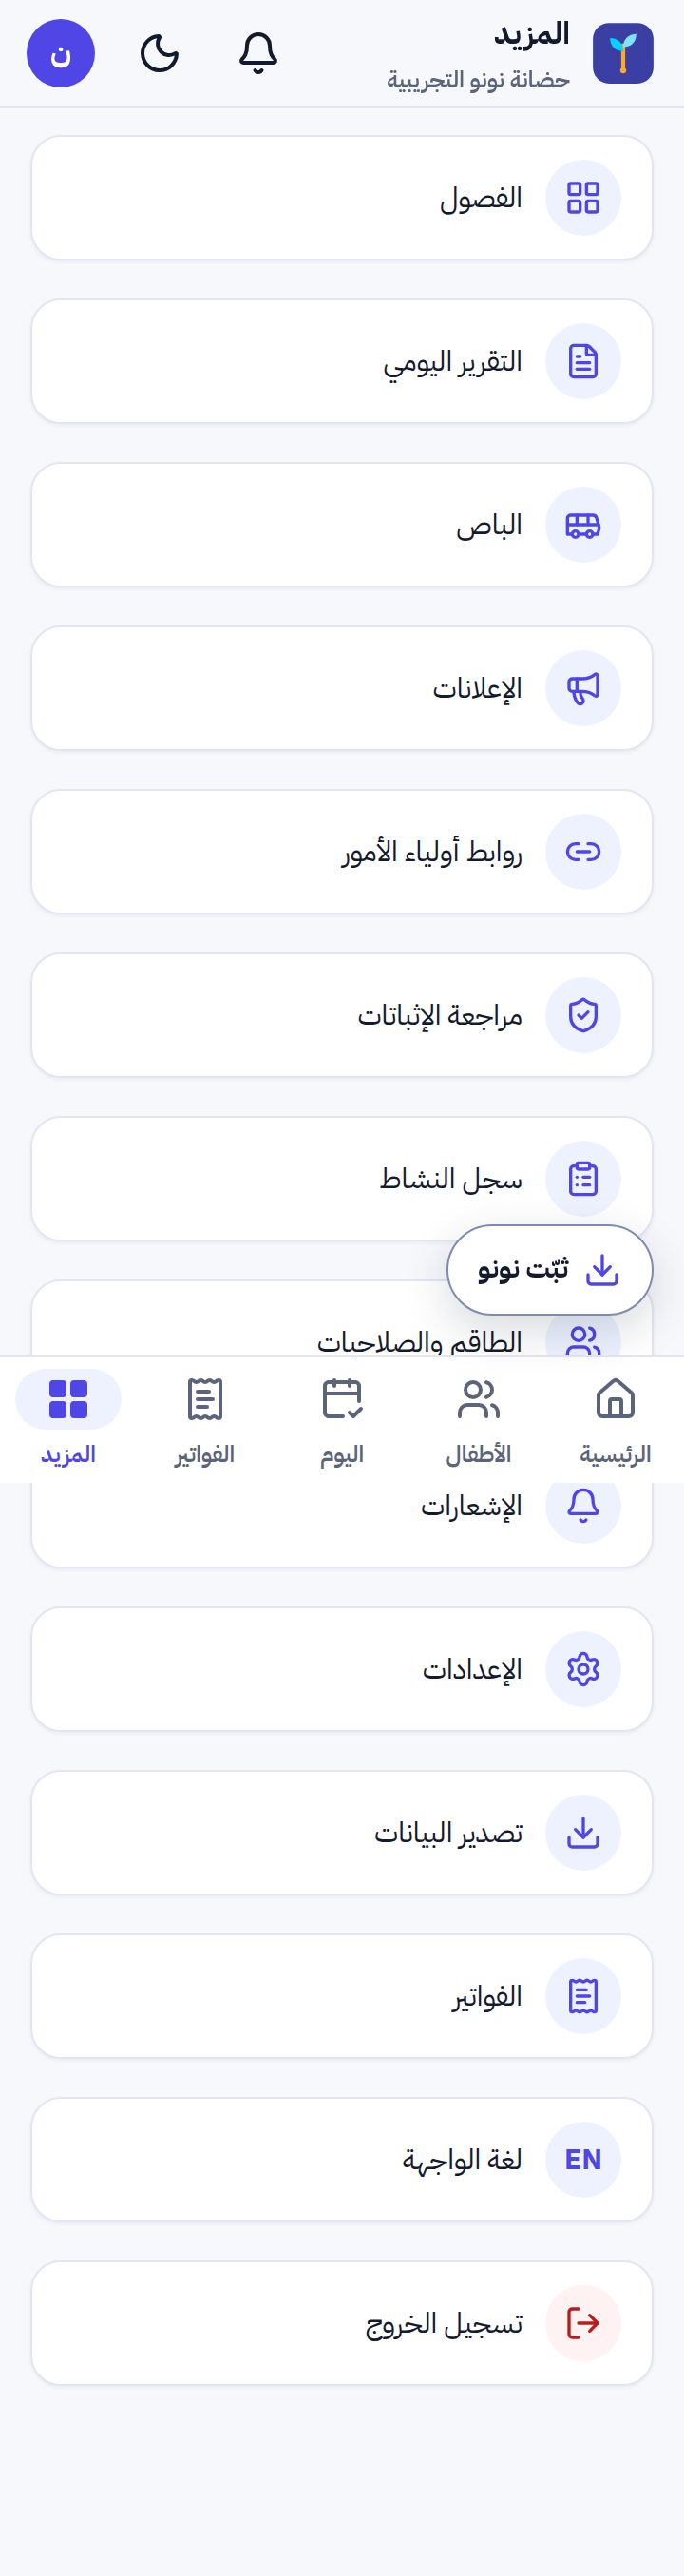 المزيد
حضانة نونو التجريبية
ن
الفصول
التقرير اليومي
الباص
الإعلانات
روابط أولياء الأمور
مراجعة الإثباتات
سجل النشاط
ثبّت نونو
الطاقم والصلاحيات
الرئيسية
الأطفال
اليوم
الفواتير
المزيد
الإشعارات
الإعدادات
تصدير البيانات
الفواتير
EN
لغة الواجهة
تسجيل الخروج